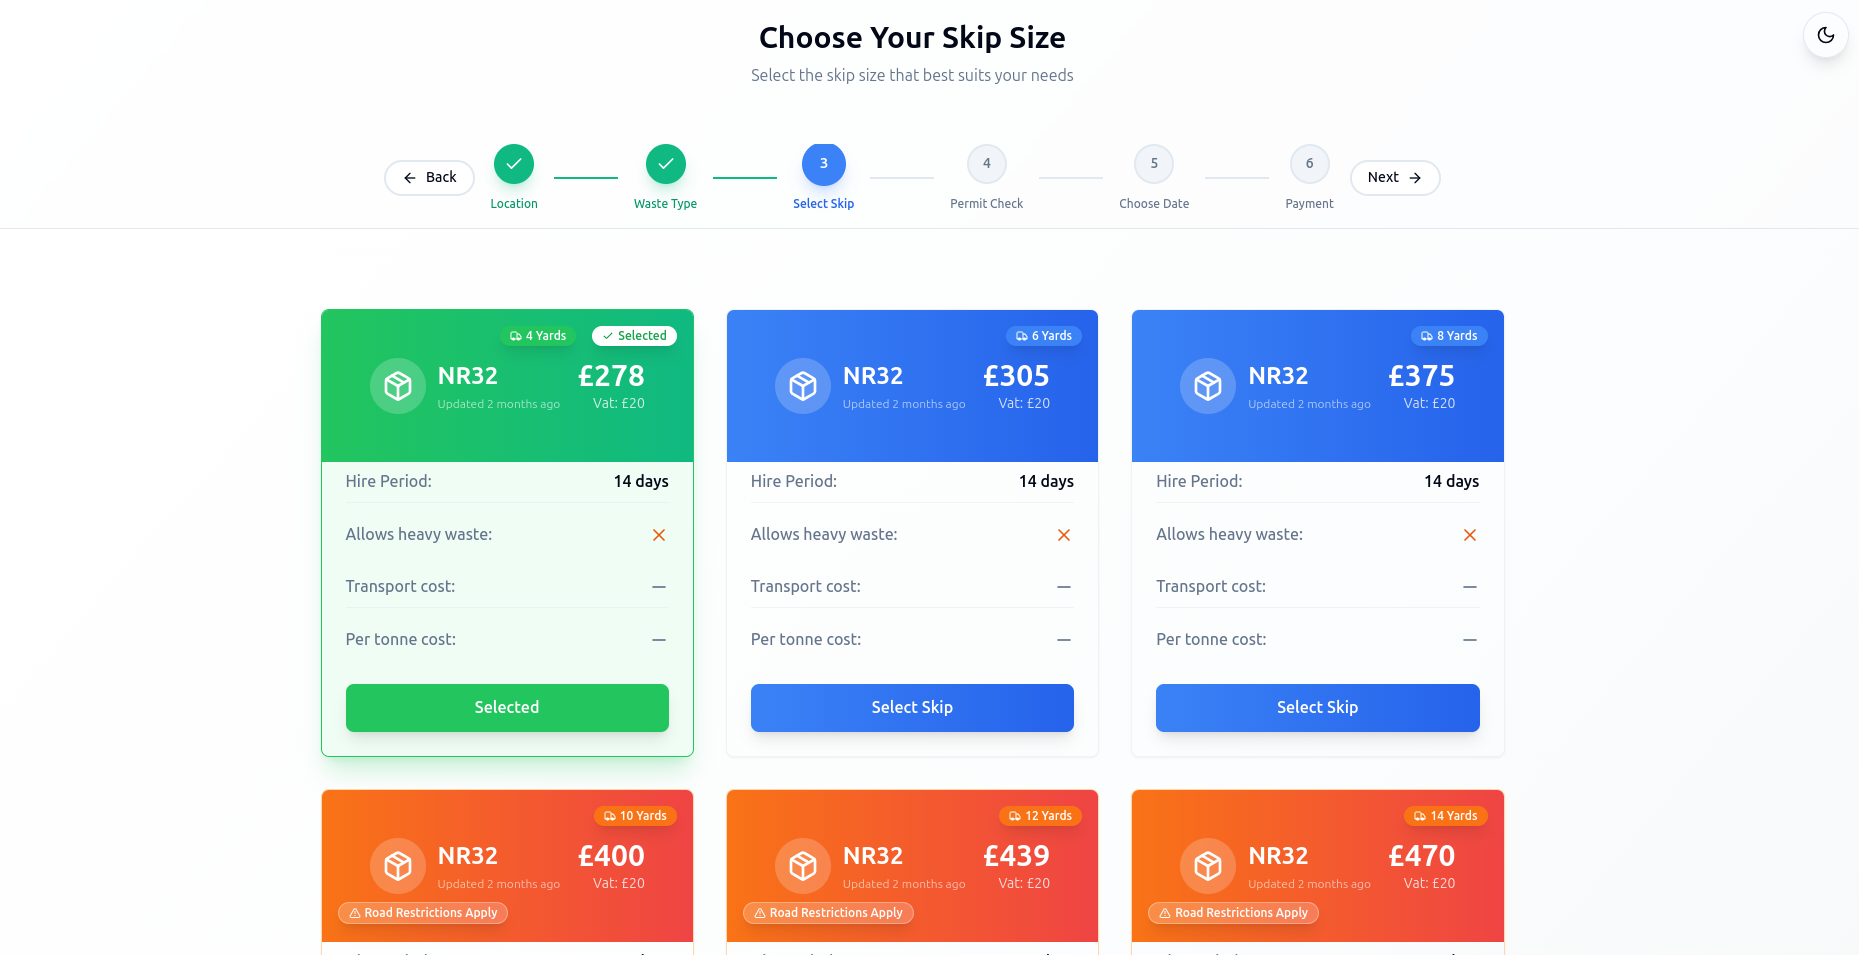 Choose Your Skip Size
Select the skip size that best suits your needs
Back
3
4
5
6
Next
Location
Waste Type
Select Skip
Permit Check
Choose Date
Payment
4 Yards
Selected
NR32
£278
Updated 2 months ago
Vat: £20
Hire Period:
14 days
Allows heavy waste:
Transport cost:
—
Per tonne cost:
—
Selected
6 Yards
NR32
£305
Updated 2 months ago
Vat: £20
Hire Period:
14 days
Allows heavy waste:
Transport cost:
—
Per tonne cost:
—
Select Skip
8 Yards
NR32
£375
Updated 2 months ago
Vat: £20
Hire Period:
14 days
Allows heavy waste:
Transport cost:
—
Per tonne cost:
—
Select Skip
10 Yards
NR32
£400
Updated 2 months ago
Vat: £20
Road Restrictions Apply
12 Yards
NR32
£439
Updated 2 months ago
Vat: £20
Road Restrictions Apply
14 Yards
NR32
£470
Updated 2 months ago
Vat: £20
Road Restrictions Apply